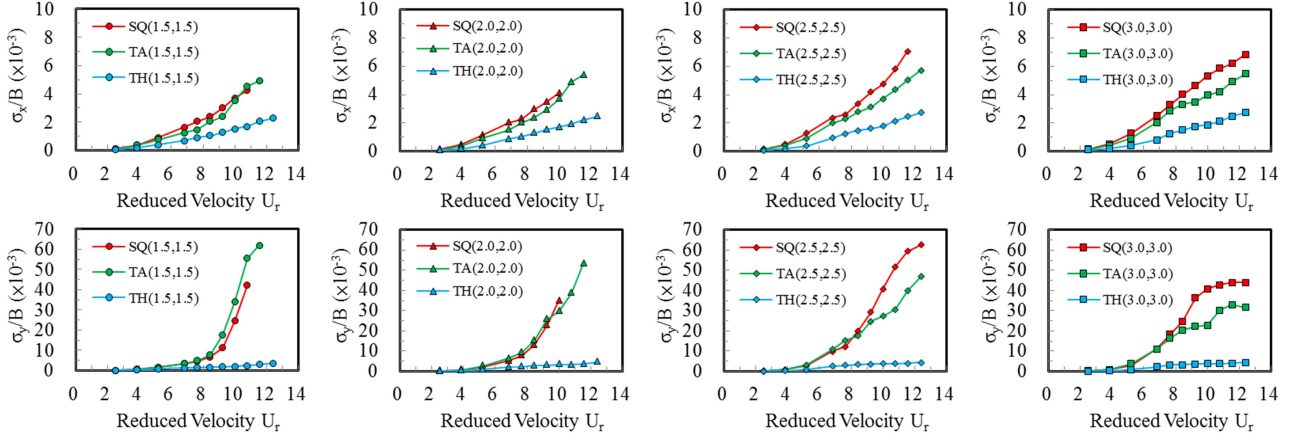 σx/B (x10-3)
10
8
6
4
2
0
SQ(1.5,1.5)
TA(1.5,1.5)
TH(1.5,1.5)
0 2 4 6 8 10 12 14
Reduced Velocity Ur
σx/B (x10-3)
10
8
6
4
2
0
SQ(2.0,2.0)
TA(2.0,2.0)
TH(2.0,2.0)
0 2 4 6 8 10 12 14
Reduced Velocity Ur
σx/B (x10-3)
10
8
6
4
2
0
SQ(2.5,2.5)
TA(2.5,2.5)
TH(2.5,2.5)
0 2 4 6 8 10 12 14
Reduced Velocity Ur
σx/B (x10-3)
10
8
6
4
2
0
SQ(3.0,3.0)
TA(3.0,3.0)
TH(3.0,3.0)
0 2 4 6 8 10 12 14
Reduced Velocity Ur
σy/B (x10-3)
70
60
50
40
30
20
10
0
SQ(1.5,1.5)
TA(1.5,1.5)
TH(1.5,1.5)
0 2 4 6 8 10 12 14
Reduced Velocity Ur
σy/B (x10-3)
70
60
50
40
30
20
10
0
SQ(2.0,2.0)
TA(2.0,2.0)
TH(2.0,2.0)
0 2 4 6 8 10 12 14
Reduced Velocity Ur
σy/B (x10-3)
70
60
50
40
30
20
10
0
SQ(2.5,2.5)
TA(2.5,2.5)
TH(2.5,2.5)
0 2 4 6 8 10 12 14
Reduced Velocity Ur
σy/B (x10-3)
70
60
50
40
30
20
10
0
SQ(3.0,3.0)
TA(3.0,3.0)
TH(3.0,3.0)
0 2 4 6 8 10 12 14
Reduced Velocity Ur